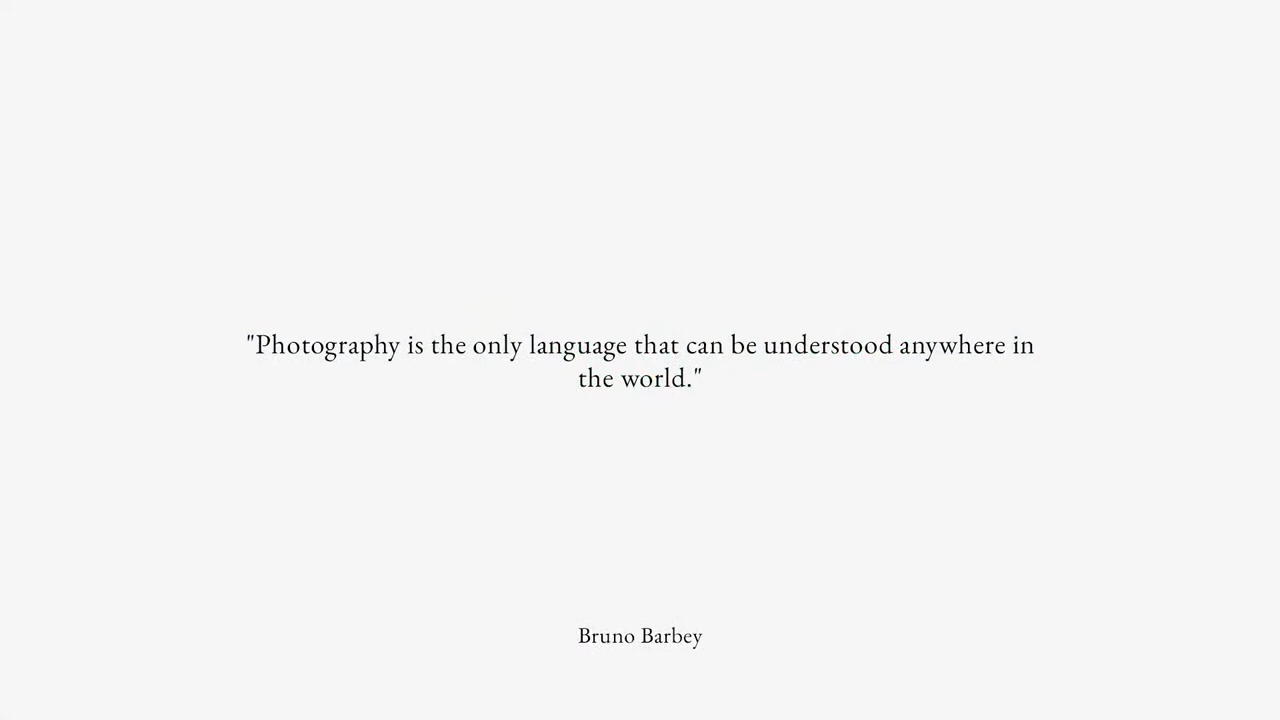 "Photography is the only language that can be understood anywhere in
the world."
Bruno Barbey